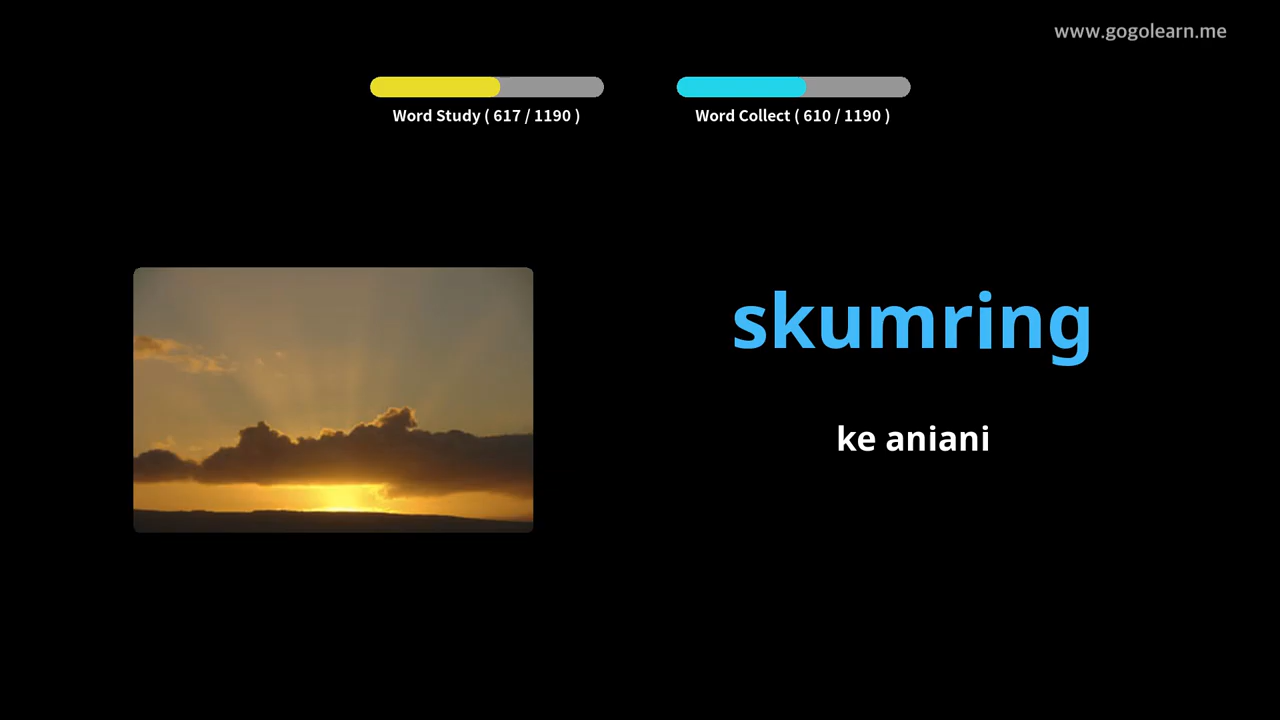 www.gogolearn.me
Word Study ( 617 / 1190 )
Word Collect ( 610 / 1190 )
skumring
ke aniani